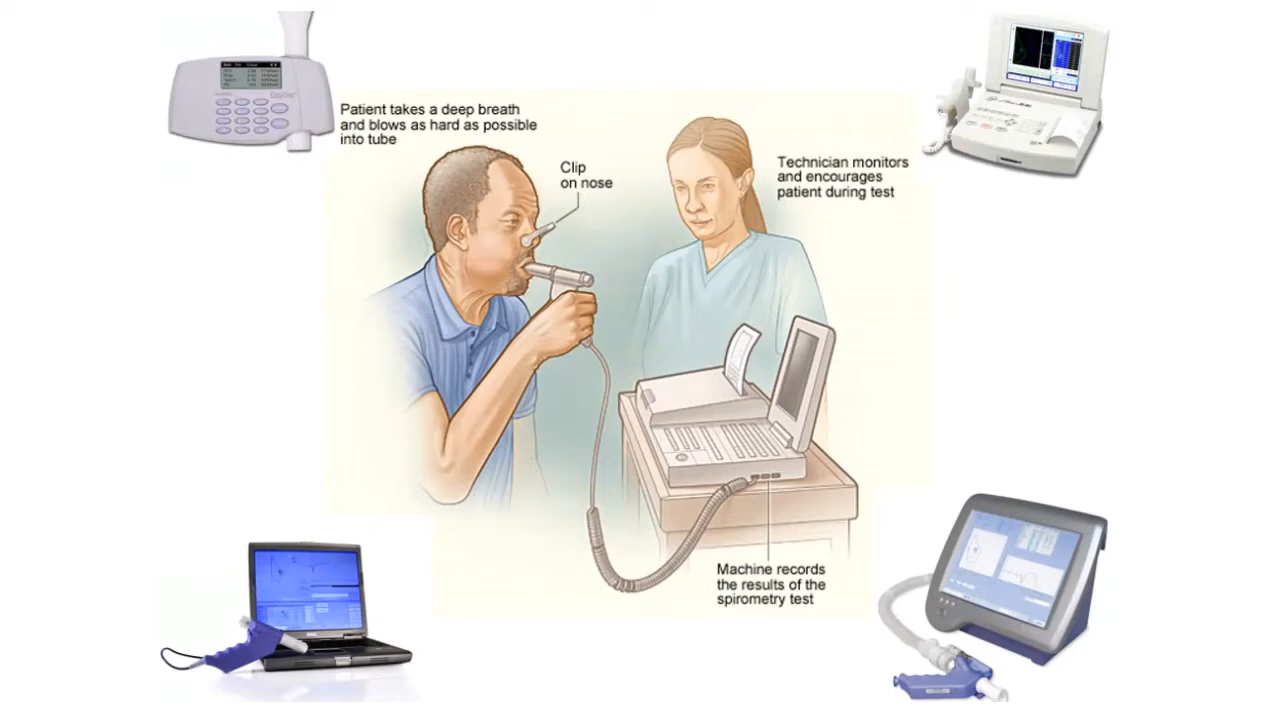 Patient takes a deep breath
and blows as hard as possible
into tube
Clip
on nose
Technician monitors
and encourages
patient during test
Machine records
the results of the
spirometry test